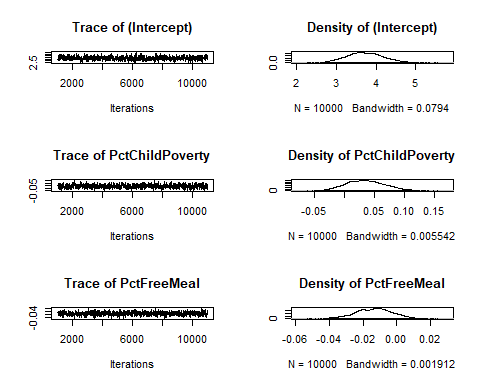 Trace of (Intercept)
2.5
2000 6000 10000
Iterations
Density of (Intercept)
0.0
2 3 4 5
N = 10000 Bandwidth = 0.0794
Trace of PctChildPoverty
-0.05
2000 6000 10000
Iterations
Density of PctChildPoverty
0
-0.05 0.05 0.10 0.15
N = 10000 Bandwidth = 0.005542
Trace of PctFreeMeal
-0.04
2000 6000 10000
Iterations
Density of PctFreeMeal
0
-0.06 -0.04 -0.02 0.00 0.02
N = 10000 Bandwidth = 0.001912